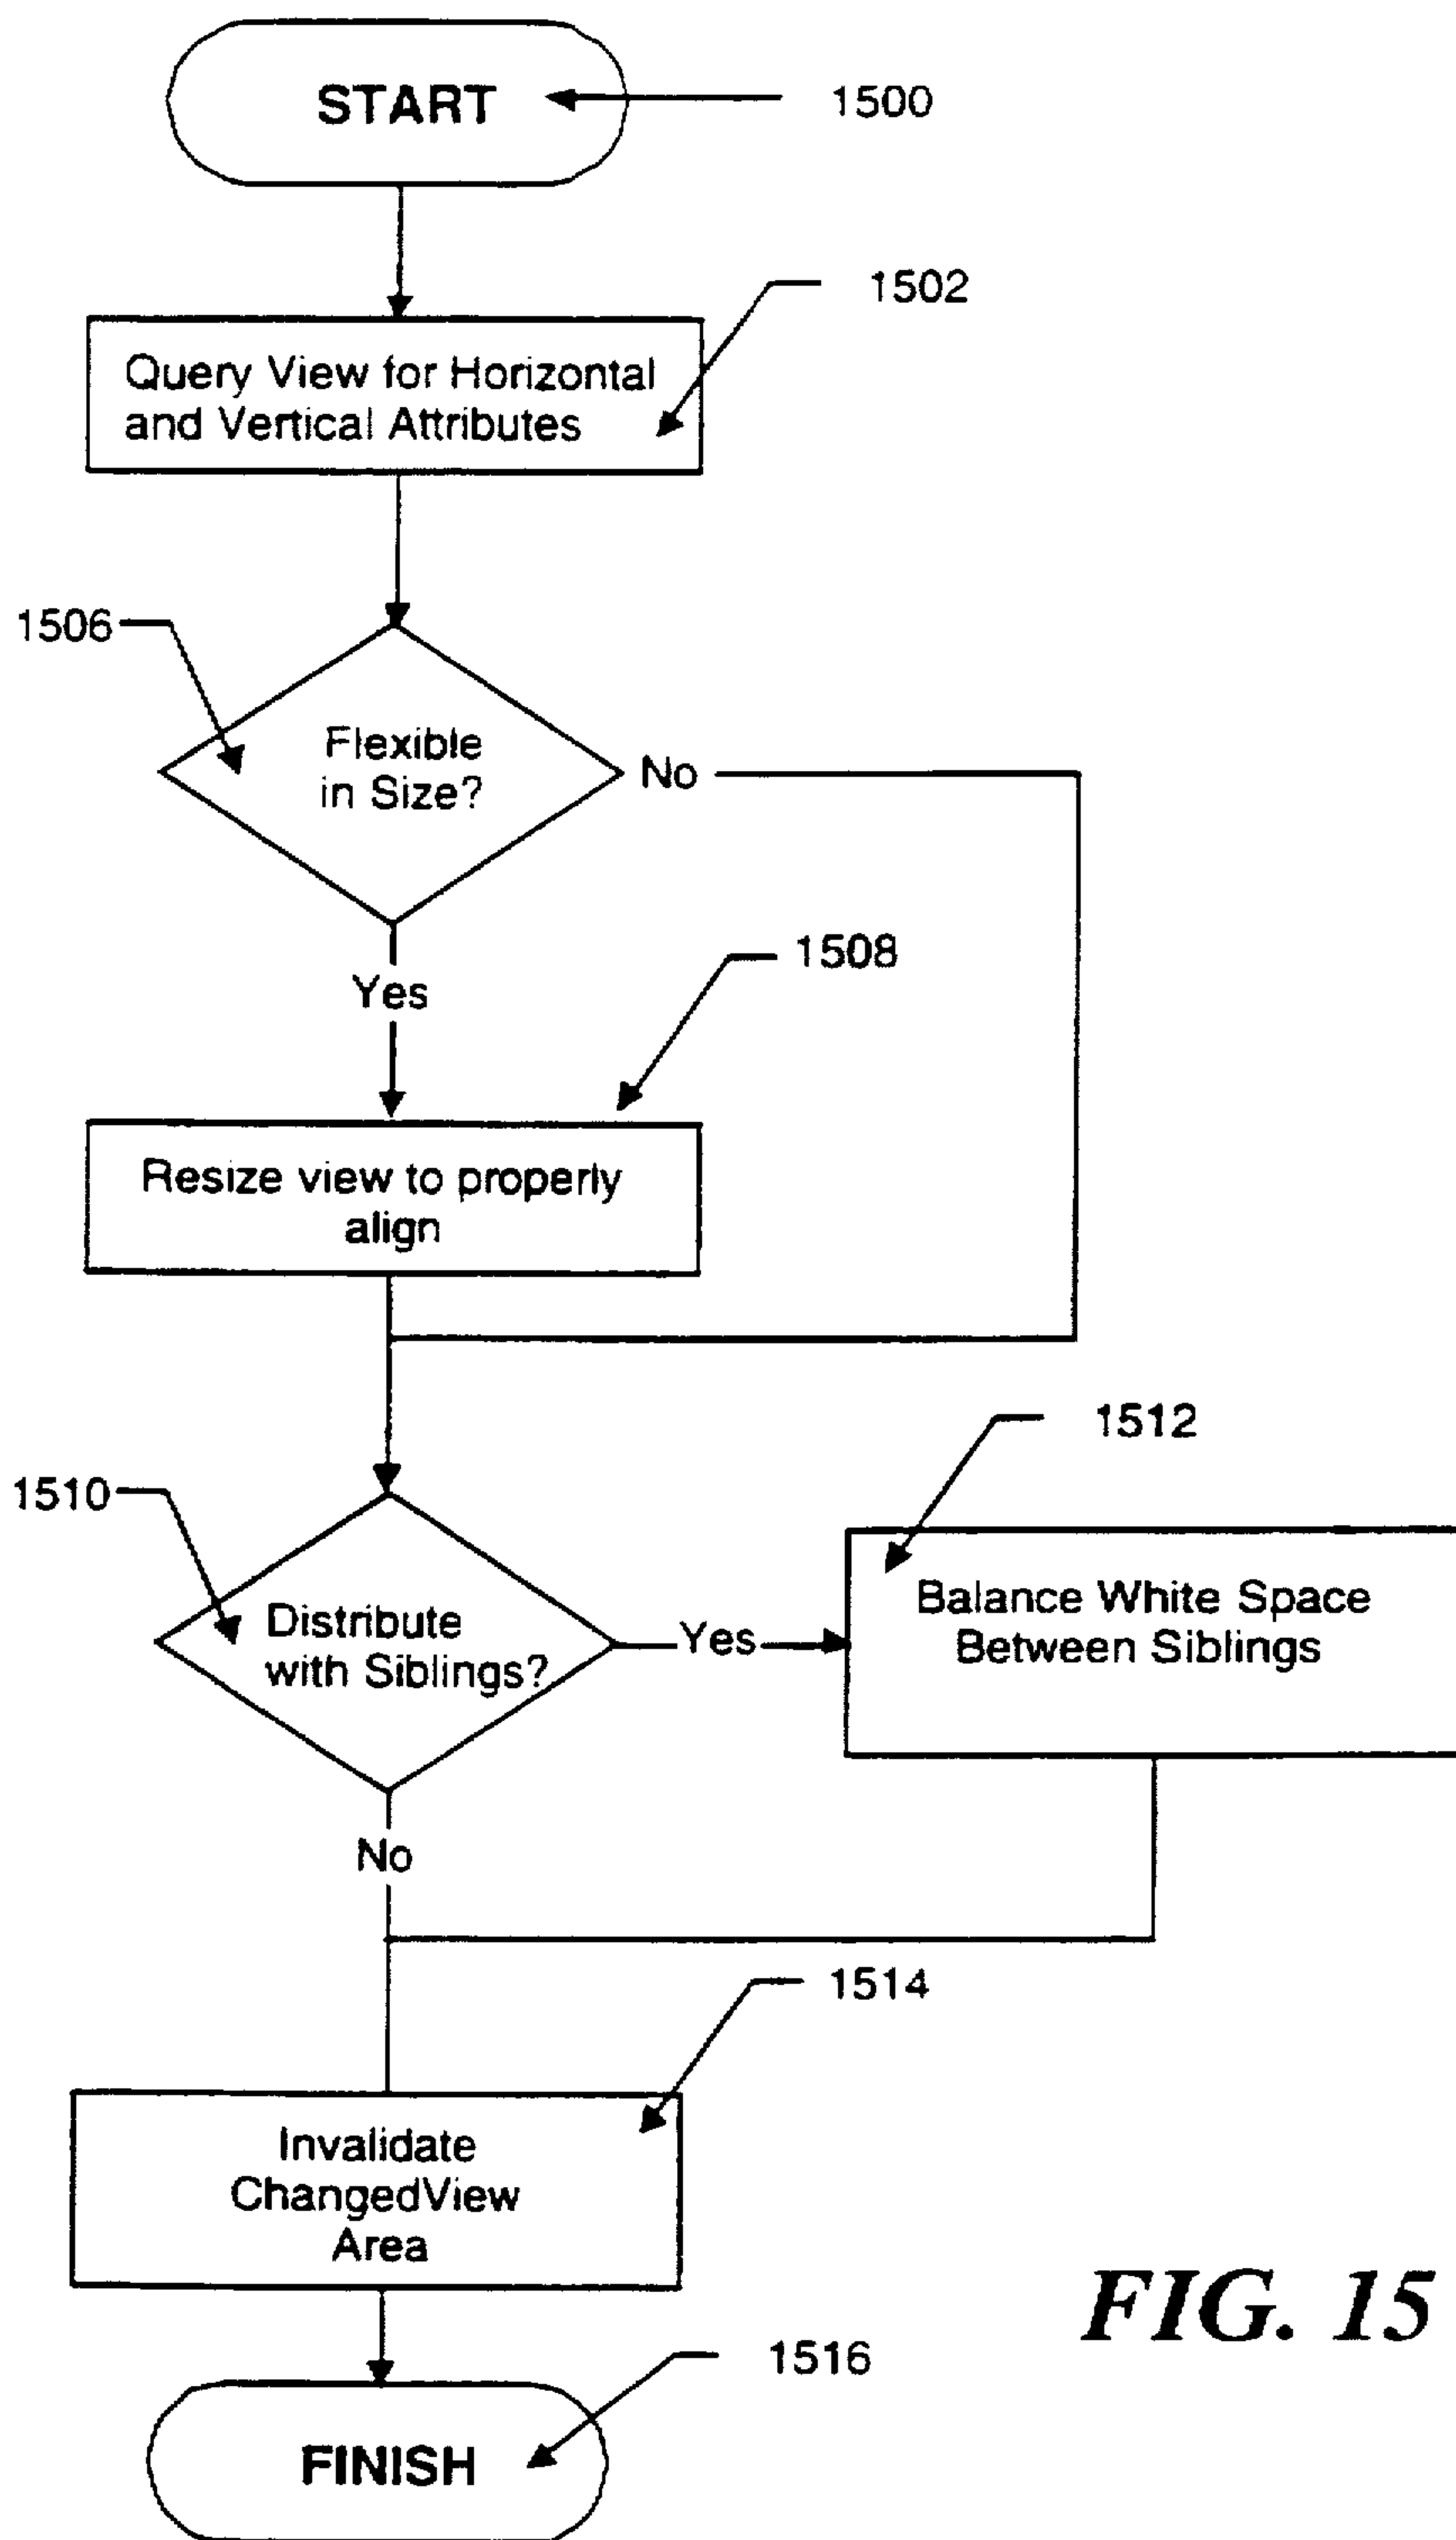 START
1500
1502
Query View for Horizontal
and Vertical Attributes
1506
Flexible
in Size?
No
Yes
1508
Resize view to properly
align
1512
1510
Balance White Space
Between Siblings
Distribute
with Siblings?
Yes
No
1514
Invalidate
ChangedView
Area
FIG. 15
1516
FINISH